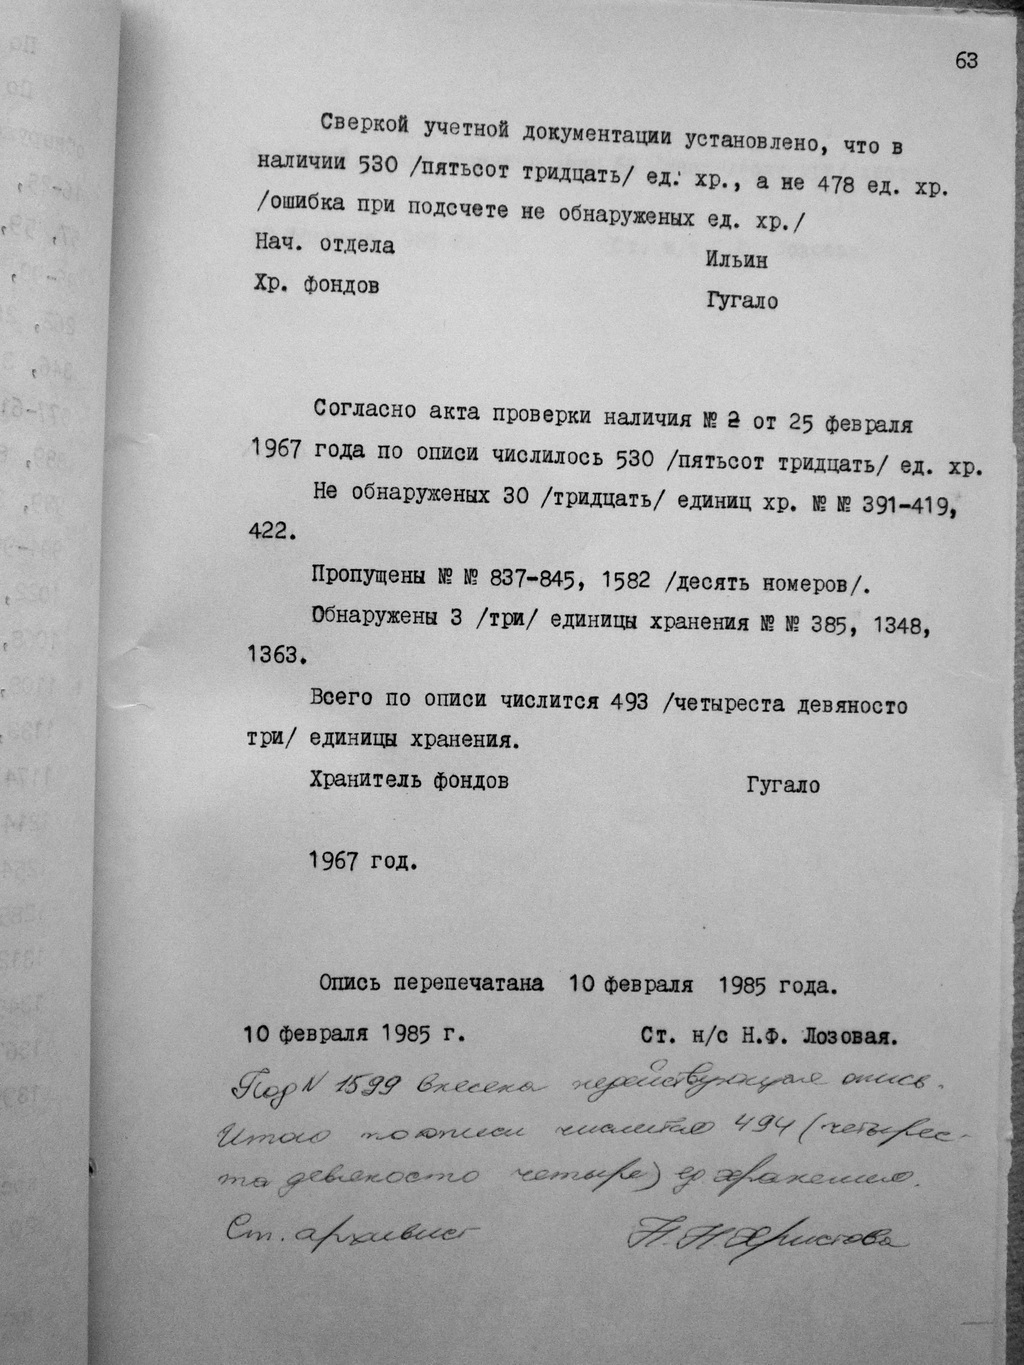 63
Сверкой учетной документации установлено, что в
наличии 530 /пятьсот тридцать/ ед. хр., а не 478 ед. хр.
/ошибка при подсчете не обнаруженых ед. хр./
Нач. отдела Ильин
Хр. фондов Гугало
Согласно акта проверки наличия № 2 от 25 февраля
1967 года по описи числилось 530 /пятьсот тридцать/ ед. хр.
Не обнаруженых 30 /тридцать/ единиц хр. № № 391-419,
422.
Пропущены № № 837-845, 1582 /десять номеров/.
Обнаружены 3 /три/ единицы хранения № № 385, 1348,
1363.
Всего по описи числится 493 /четыреста девяносто
три/ единицы хранения.
Хранитель фондов Гугало
1967 год.
Опись перепечатана 10 февраля 1985 года.
10 февраля 1985 г. Ст. н/с Н.Ф. Лозовая.
Под N 1599 внесена недействующая опись.
Итого по описи числится 494 (четырес-
та девяносто четыре) ед хранения.
Ст. архивист Н.Н Христова